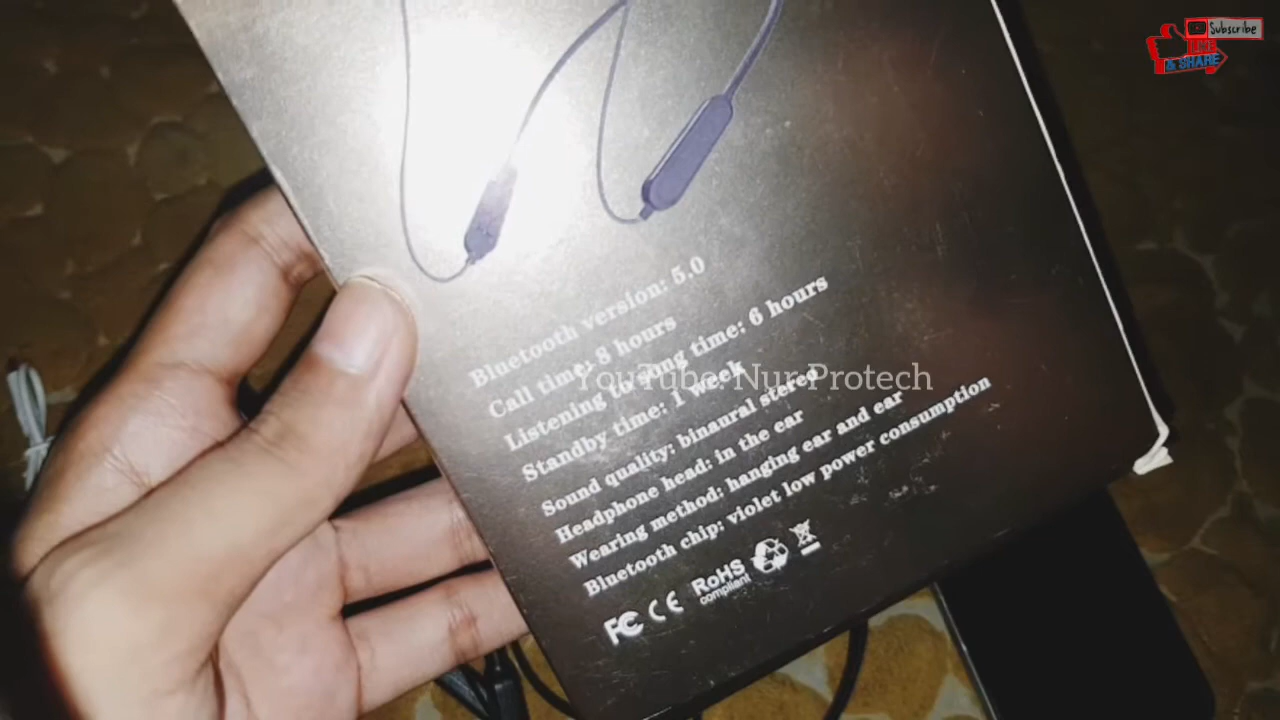 Subscribe
LIKE
& SHARE
Bluetooth version: 5.0
Call time: 8 hours
Listening to song time: 6 hours
Standby time: 1 week
YouTube: Nur Protech
Sound quality: binaural stereo
Headphone head: in the ear
Wearing method: hanging ear and ear
Bluetooth chip: violet low power consumption
FC CE RoHS
compliant